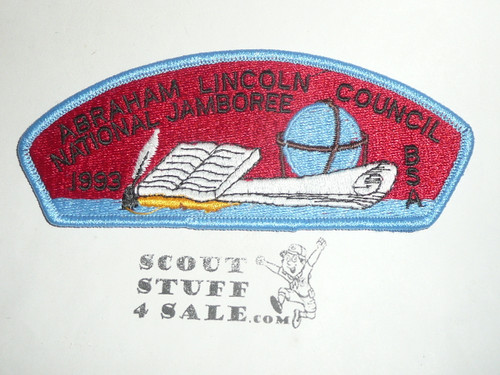 ABRAHAM LINCOLN COUNCIL
NATIONAL JAMBOREE
1993
BSA
SCOUT
STUFF
4 SALE.COM